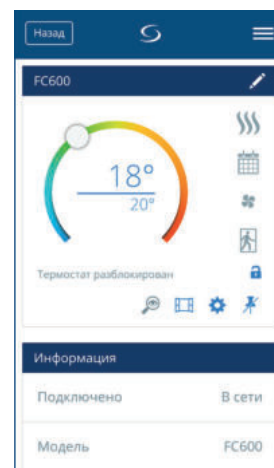 Назад
FC600
18°
20°
Термостат разблокирован
Информация
Подключено В сети
Модель FC600